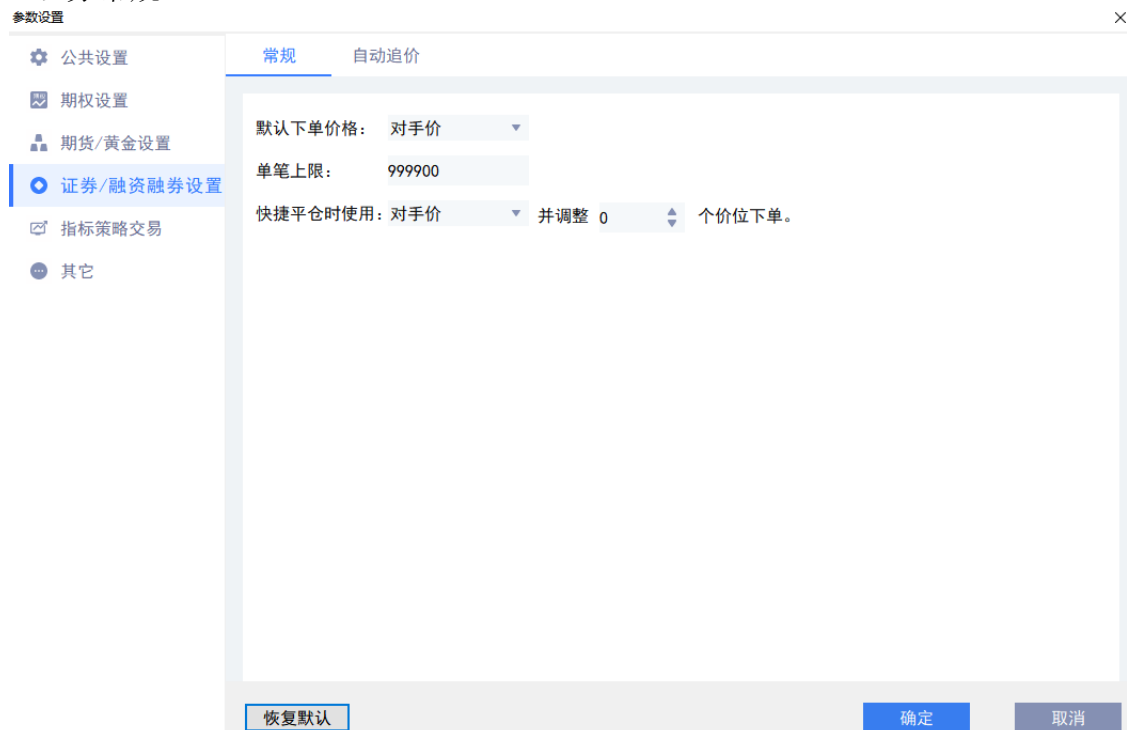 参数设置
公共设置
期权设置
期货/黄金设置
证券/融资融券设置
指标策略交易
其它
常规 自动追价
默认下单价格: 对手价
单笔上限: 999900
快捷平仓时使用: 对手价 并调整 0 个价位下单。
恢复默认 确定 取消